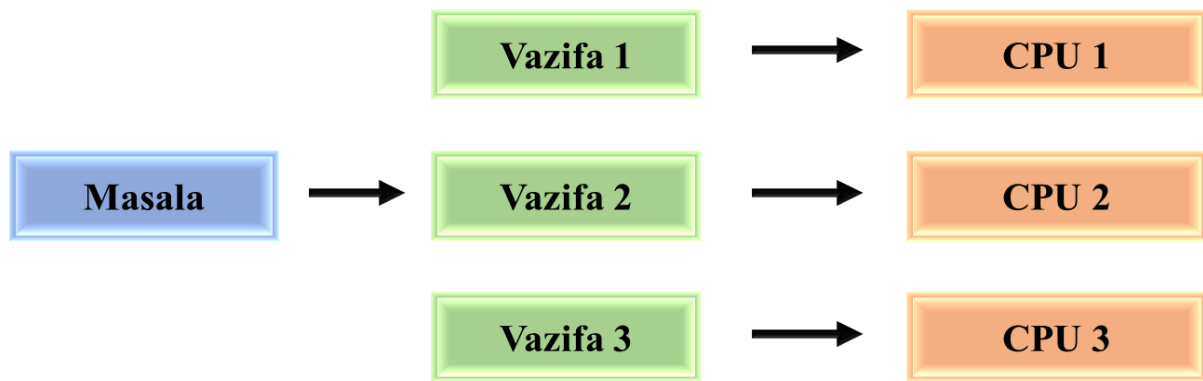 Vazifa 1
CPU 1
Masala
Vazifa 2
CPU 2
Vazifa 3
CPU 3